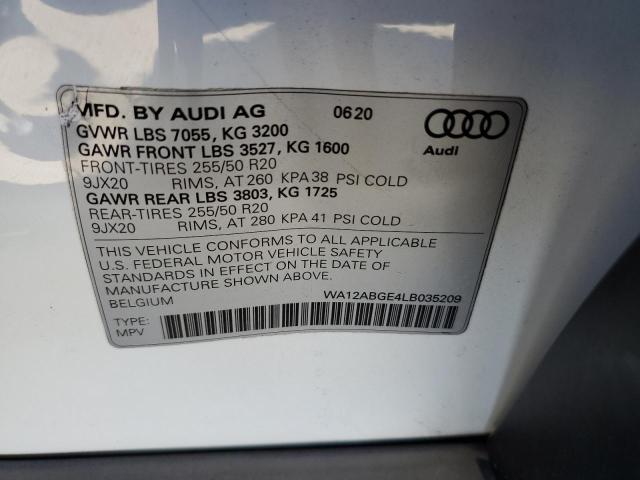 MFD. BY AUDI AG 0620
GVWR LBS 7055, KG 3200
GAWR FRONT LBS 3527, KG 1600
FRONT-TIRES 255/50 R20
9JX20 RIMS, AT 260 KPA 38 PSI COLD
GAWR REAR LBS 3803, KG 1725
REAR-TIRES 255/50 R20
9JX20 RIMS, AT 280 KPA 41 PSI COLD
Audi
THIS VEHICLE CONFORMS TO ALL APPLICABLE
U.S. FEDERAL MOTOR VEHICLE SAFETY
STANDARDS IN EFFECT ON THE DATE OF
MANUFACTURE SHOWN ABOVE.
BELGIUM WA12ABGE4LB035209
TYPE:
MPV